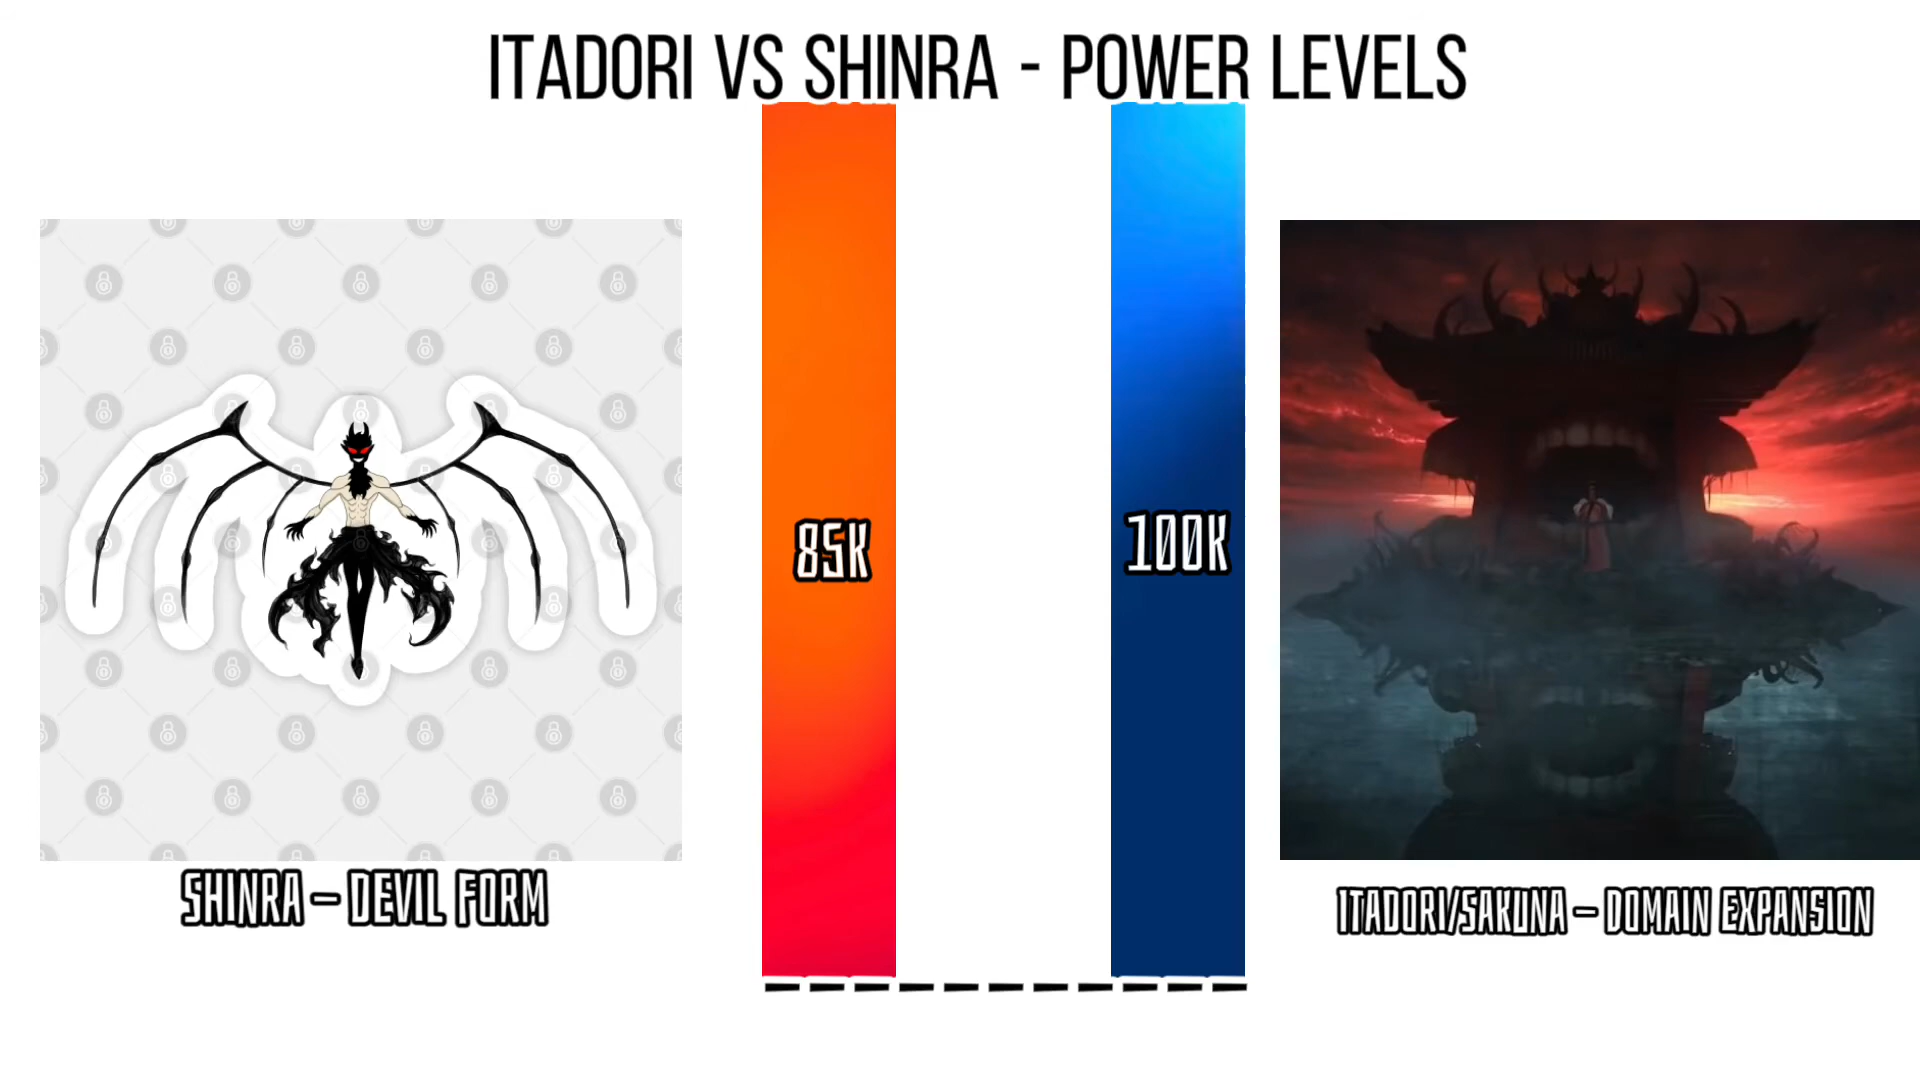 ITADORI VS SHINRA - POWER LEVELS
85K
100K
SHINRA – DEVIL FORM
ITADORI/SAKUNA – DOMAIN EXPANSION